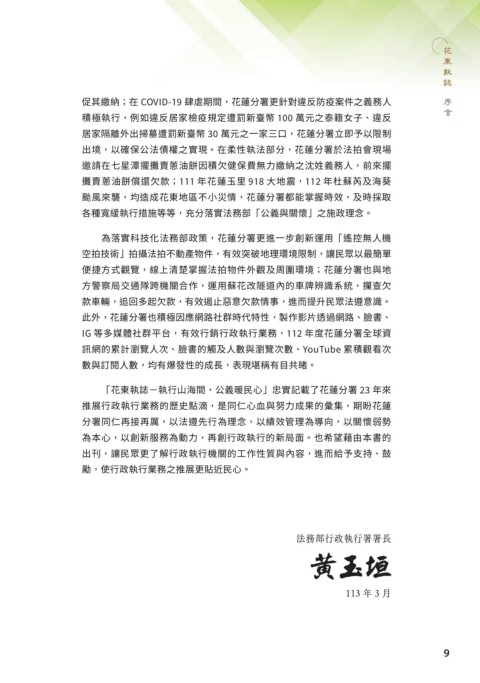 花東執誌
序言
促其繳納；在 COVID-19 肆虐期間，花蓮分署更針對違反防疫案件之義務人
積極執行，例如違反居家檢疫規定遭罰新臺幣 100 萬元之泰籍女子、違反
居家隔離外出掃墓遭罰新臺幣 30 萬元之一家三口，花蓮分署立即予以限制
出境，以確保公法債權之實現。在柔性執法部分，花蓮分署於法拍會現場
邀請在七星潭擺攤賣蔥油餅因積欠健保費無力繳納之沈姓義務人，前來擺
攤賣蔥油餅償還欠款；111 年花蓮玉里 918 大地震，112 年杜蘇芮及海葵
颱風來襲，均造成花東地區不小災情，花蓮分署都能掌握時效，及時採取
各種寬緩執行措施等等，充分落實法務部「公義與關懷」之施政理念。
為落實科技化法務部政策，花蓮分署更進一步創新運用「遙控無人機
空拍技術」拍攝法拍不動產物件，有效突破地理環境限制，讓民眾以最簡單
便捷方式觀覽，線上清楚掌握法拍物件外觀及周圍環境；花蓮分署也與地
方警察局交通隊跨機關合作，運用蘇花改隧道內的車牌辨識系統，攔查欠
款車輛，追回多起欠款，有效遏止惡意欠款情事，進而提升民眾法遵意識。
此外，花蓮分署也積極因應網路社群時代特性，製作影片透過網路、臉書、
IG 等多媒體社群平台，有效行銷行政執行業務，112 年度花蓮分署全球資
訊網的累計瀏覽人次、臉書的觸及人數與瀏覽次數、YouTube 累積觀看次
數與訂閱人數，均有爆發性的成長，表現堪稱有目共睹。
「花東執誌－執行山海間，公義暖民心」忠實記載了花蓮分署 23 年來
推展行政執行業務的歷史點滴，是同仁心血與努力成果的彙集，期盼花蓮
分署同仁再接再厲，以法遵先行為理念，以績效管理為導向，以關懷弱勢
為本心，以創新服務為動力，再創行政執行的新局面。也希望藉由本書的
出刊，讓民眾更了解行政執行機關的工作性質與內容，進而給予支持、鼓
勵，使行政執行業務之推展更貼近民心。
法務部行政執行署署長
黃玉垣
113 年 3 月
9